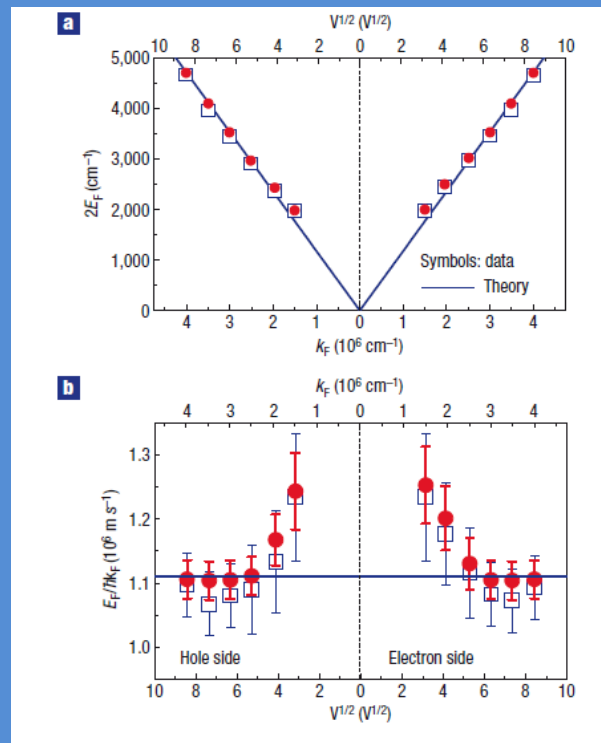 a
V1/2 (V1/2)
10 8 6 4 2 0 2 4 6 8 10
5,000
4,000
3,000
2,000
1,000
0
2EF (cm−1)
Symbols: data
Theory
4 3 2 1 0 1 2 3 4
kF (10⁶ cm−1)
b
kF (10⁶ cm−1)
4 3 2 1 0 1 2 3 4
1.3
1.2
1.1
1.0
EF/ħkF (10⁶ m s−1)
Hole side Electron side
10 8 6 4 2 0 2 4 6 8 10
V1/2 (V1/2)